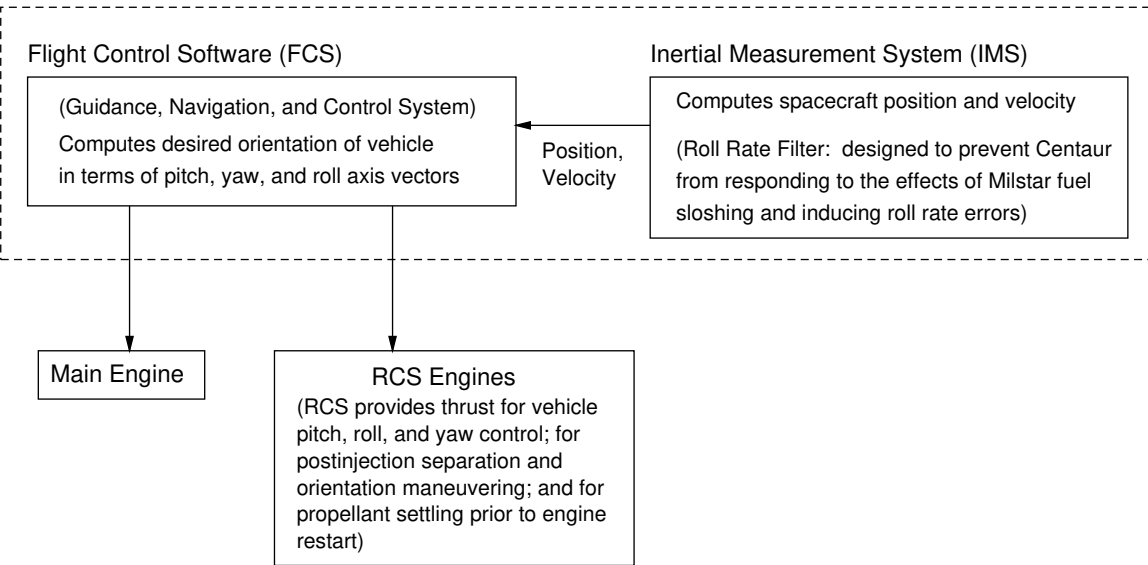 Flight Control Software (FCS)
(Guidance, Navigation, and Control System)
Computes desired orientation of vehicle
in terms of pitch, yaw, and roll axis vectors
Position,
Velocity
Inertial Measurement System (IMS)
Computes spacecraft position and velocity
(Roll Rate Filter: designed to prevent Centaur
from responding to the effects of Milstar fuel
sloshing and inducing roll rate errors)
Main Engine
RCS Engines
(RCS provides thrust for vehicle
pitch, roll, and yaw control; for
postinjection separation and
orientation maneuvering; and for
propellant settling prior to engine
restart)